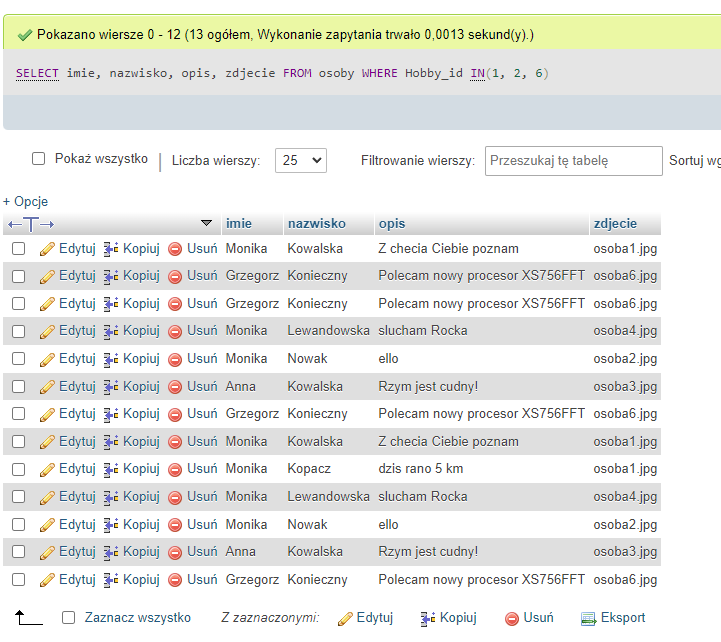 Pokazano wiersze 0 - 12 (13 ogółem, Wykonanie zapytania trwało 0,0013 sekund(y).)
SELECT imie, nazwisko, opis, zdjecie FROM osoby WHERE Hobby_id IN(1, 2, 6)
Pokaż wszystko | Liczba wierszy: 25 Filtrowanie wierszy: Przeszukaj tę tabelę Sortuj wg
+ Opcje
←T→ imie nazwisko opis zdjecie
Edytuj Kopiuj Usuń Monika Kowalska Z checia Ciebie poznam osoba1.jpg
Edytuj Kopiuj Usuń Grzegorz Konieczny Polecam nowy procesor XS756FFT osoba6.jpg
Edytuj Kopiuj Usuń Grzegorz Konieczny Polecam nowy procesor XS756FFT osoba6.jpg
Edytuj Kopiuj Usuń Monika Lewandowska slucham Rocka osoba4.jpg
Edytuj Kopiuj Usuń Monika Nowak ello osoba2.jpg
Edytuj Kopiuj Usuń Anna Kowalska Rzym jest cudny! osoba3.jpg
Edytuj Kopiuj Usuń Grzegorz Konieczny Polecam nowy procesor XS756FFT osoba6.jpg
Edytuj Kopiuj Usuń Monika Kowalska Z checia Ciebie poznam osoba1.jpg
Edytuj Kopiuj Usuń Monika Kopacz dzis rano 5 km osoba1.jpg
Edytuj Kopiuj Usuń Monika Lewandowska slucham Rocka osoba4.jpg
Edytuj Kopiuj Usuń Monika Nowak ello osoba2.jpg
Edytuj Kopiuj Usuń Anna Kowalska Rzym jest cudny! osoba3.jpg
Edytuj Kopiuj Usuń Grzegorz Konieczny Polecam nowy procesor XS756FFT osoba6.jpg
Zaznacz wszystko Z zaznaczonymi: Edytuj Kopiuj Usuń Eksport